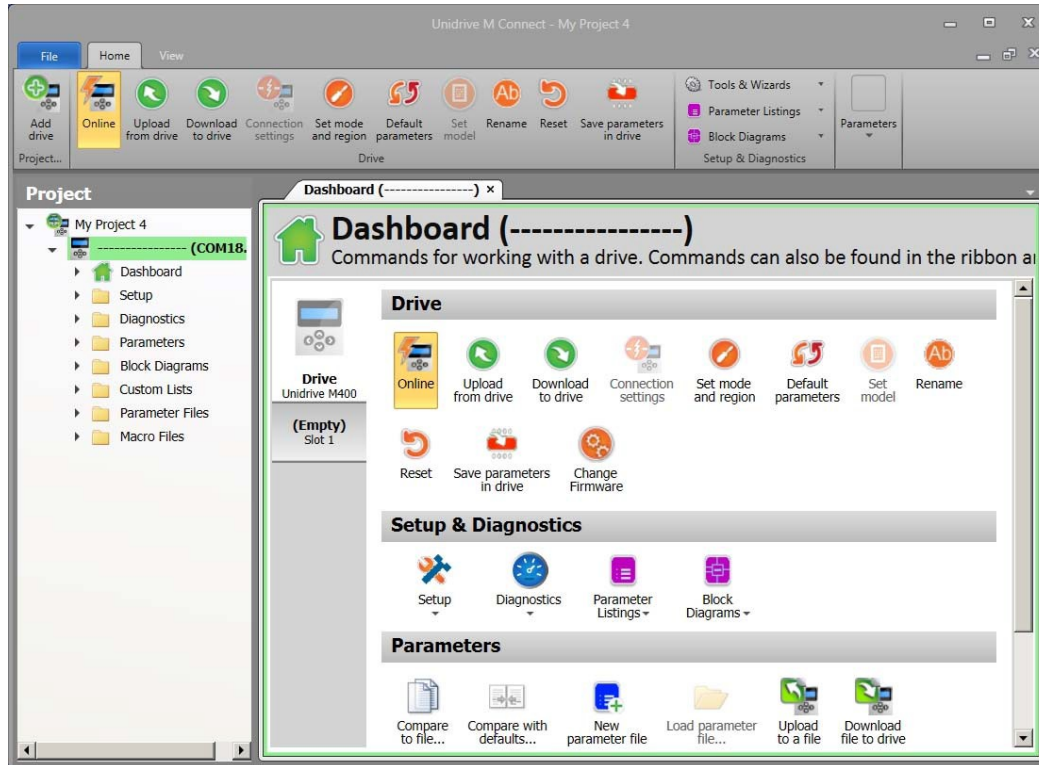 Unidrive M Connect - My Project 4
File Home View
Add drive
Online
Upload from drive
Download to drive
Connection settings
Set mode and region
Default parameters
Set model
Rename
Reset
Save parameters in drive
Tools & Wizards
Parameter Listings
Block Diagrams
Parameters
Project... Drive Setup & Diagnostics
Project
My Project 4
---------------- (COM18.
Dashboard
Setup
Diagnostics
Parameters
Block Diagrams
Custom Lists
Parameter Files
Macro Files
Dashboard (----------------) ×
Dashboard (----------------)
Commands for working with a drive. Commands can also be found in the ribbon a
Drive
Unidrive M400
(Empty)
Slot 1
Drive
Online
Upload from drive
Download to drive
Connection settings
Set mode and region
Default parameters
Set model
Ab
Rename
Reset
Save parameters in drive
Change Firmware
Setup & Diagnostics
Setup
Diagnostics
Parameter Listings
Block Diagrams
Parameters
Compare to file...
Compare with defaults...
New parameter file
Load parameter file...
Upload to a file
Download file to drive